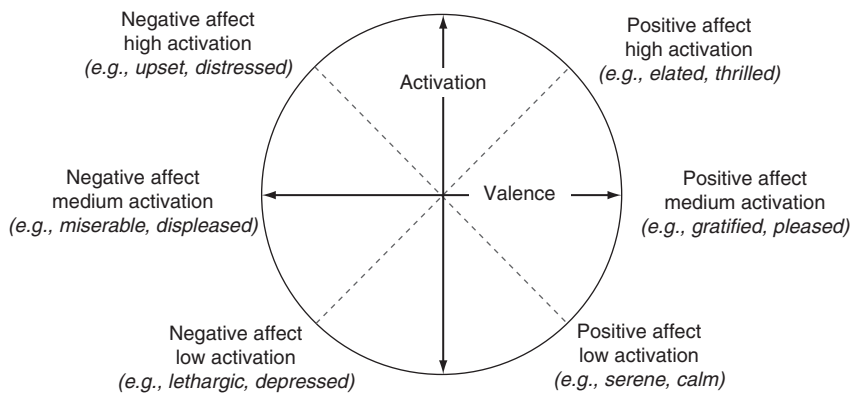 Negative affect
high activation
(e.g., upset, distressed)
Positive affect
high activation
(e.g., elated, thrilled)
Activation
Negative affect
medium activation
(e.g., miserable, displeased)
Valence
Positive affect
medium activation
(e.g., gratified, pleased)
Negative affect
low activation
(e.g., lethargic, depressed)
Positive affect
low activation
(e.g., serene, calm)